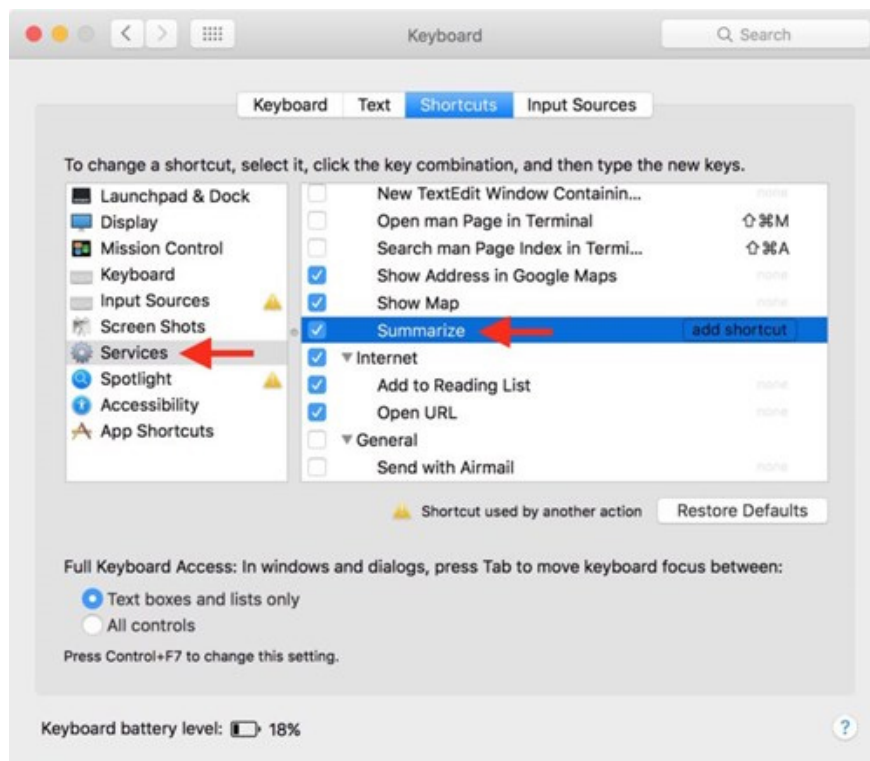 Keyboard
Search
Keyboard Text Shortcuts Input Sources
To change a shortcut, select it, click the key combination, and then type the new keys.
Launchpad & Dock
Display
Mission Control
Keyboard
Input Sources
Screen Shots
Services
Spotlight
Accessibility
App Shortcuts
New TextEdit Window Containin... none
Open man Page in Terminal ⇧⌘M
Search man Page Index in Termi... ⇧⌘A
Show Address in Google Maps none
Show Map none
Summarize add shortcut
Internet
Add to Reading List none
Open URL none
General
Send with Airmail none
Shortcut used by another action Restore Defaults
Full Keyboard Access: In windows and dialogs, press Tab to move keyboard focus between:
Text boxes and lists only
All controls
Press Control+F7 to change this setting.
Keyboard battery level: 18%
?